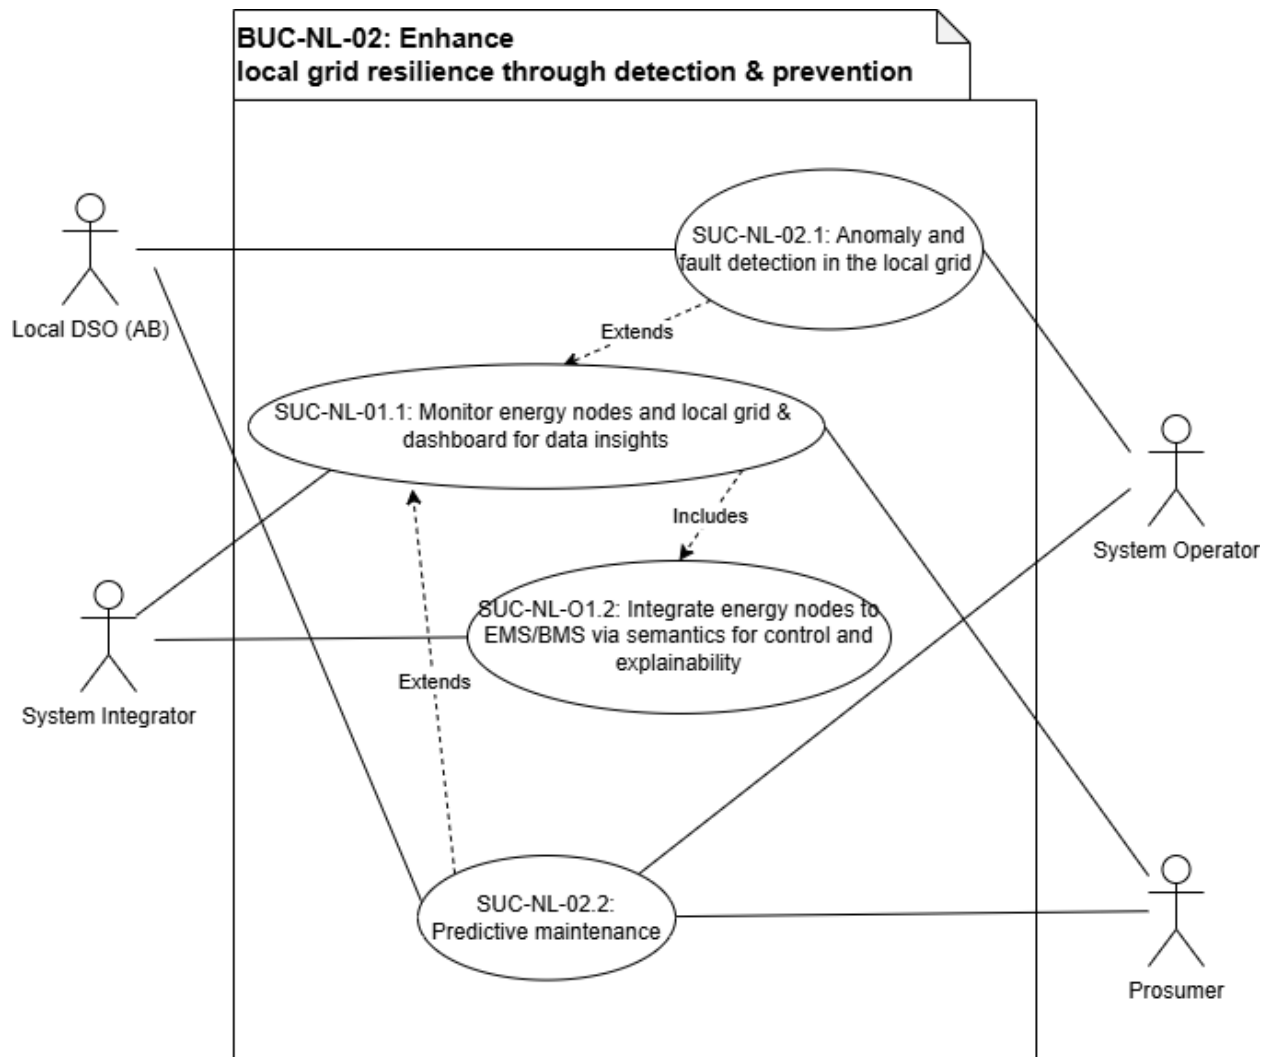 BUC-NL-02: Enhance
local grid resilience through detection & prevention
SUC-NL-02.1: Anomaly and
fault detection in the local grid
Local DSO (AB)
Extends
SUC-NL-01.1: Monitor energy nodes and local grid &
dashboard for data insights
Includes
System Operator
SUC-NL-O1.2: Integrate energy nodes to
EMS/BMS via semantics for control and
explainability
Extends
System Integrator
SUC-NL-02.2:
Predictive maintenance
Prosumer